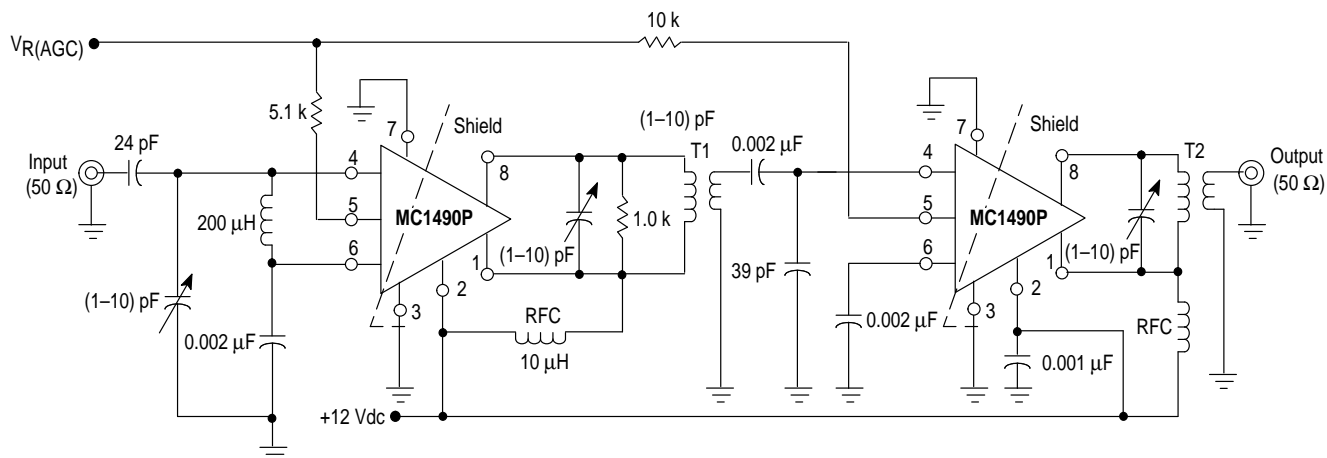 10 k
V_R(AGC)
5.1 k
7
Shield
(1–10) pF
T1
0.002 µF
7
Shield
T2
24 pF
Input
(50 Ω)
4
8
4
8
Output
(50 Ω)
200 µH
5
MC1490P
1.0 k
5
MC1490P
6
1
(1–10) pF
39 pF
6
1
(1–10) pF
(1–10) pF
2
3
2
3
RFC
0.002 µF
RFC
10 µH
0.002 µF
0.001 µF
+12 Vdc